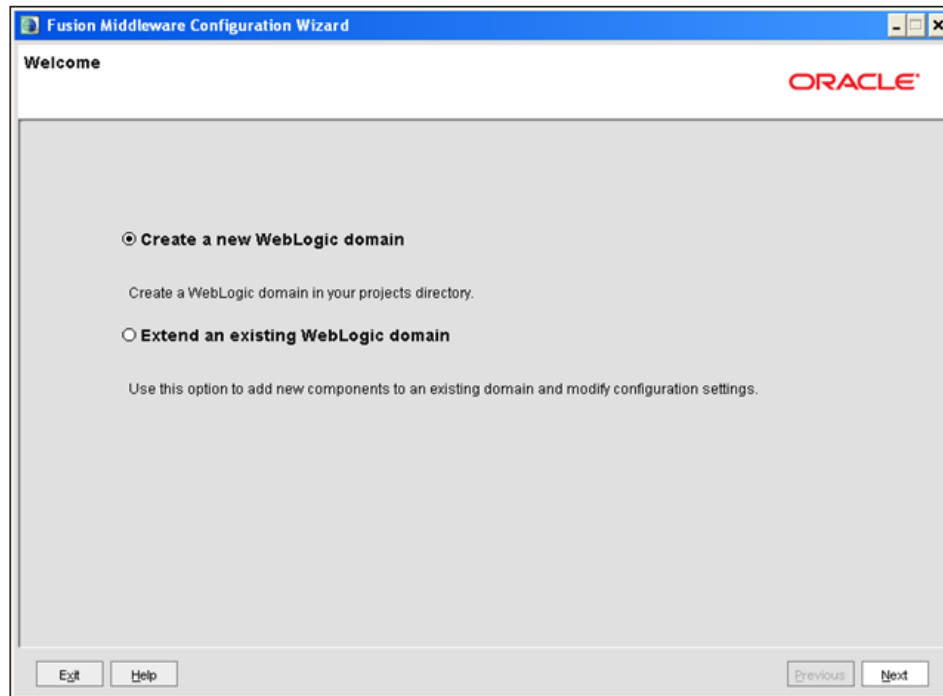 Fusion Middleware Configuration Wizard
Welcome
ORACLE
Create a new WebLogic domain
Create a WebLogic domain in your projects directory.
Extend an existing WebLogic domain
Use this option to add new components to an existing domain and modify configuration settings.
Exit Help Previous Next